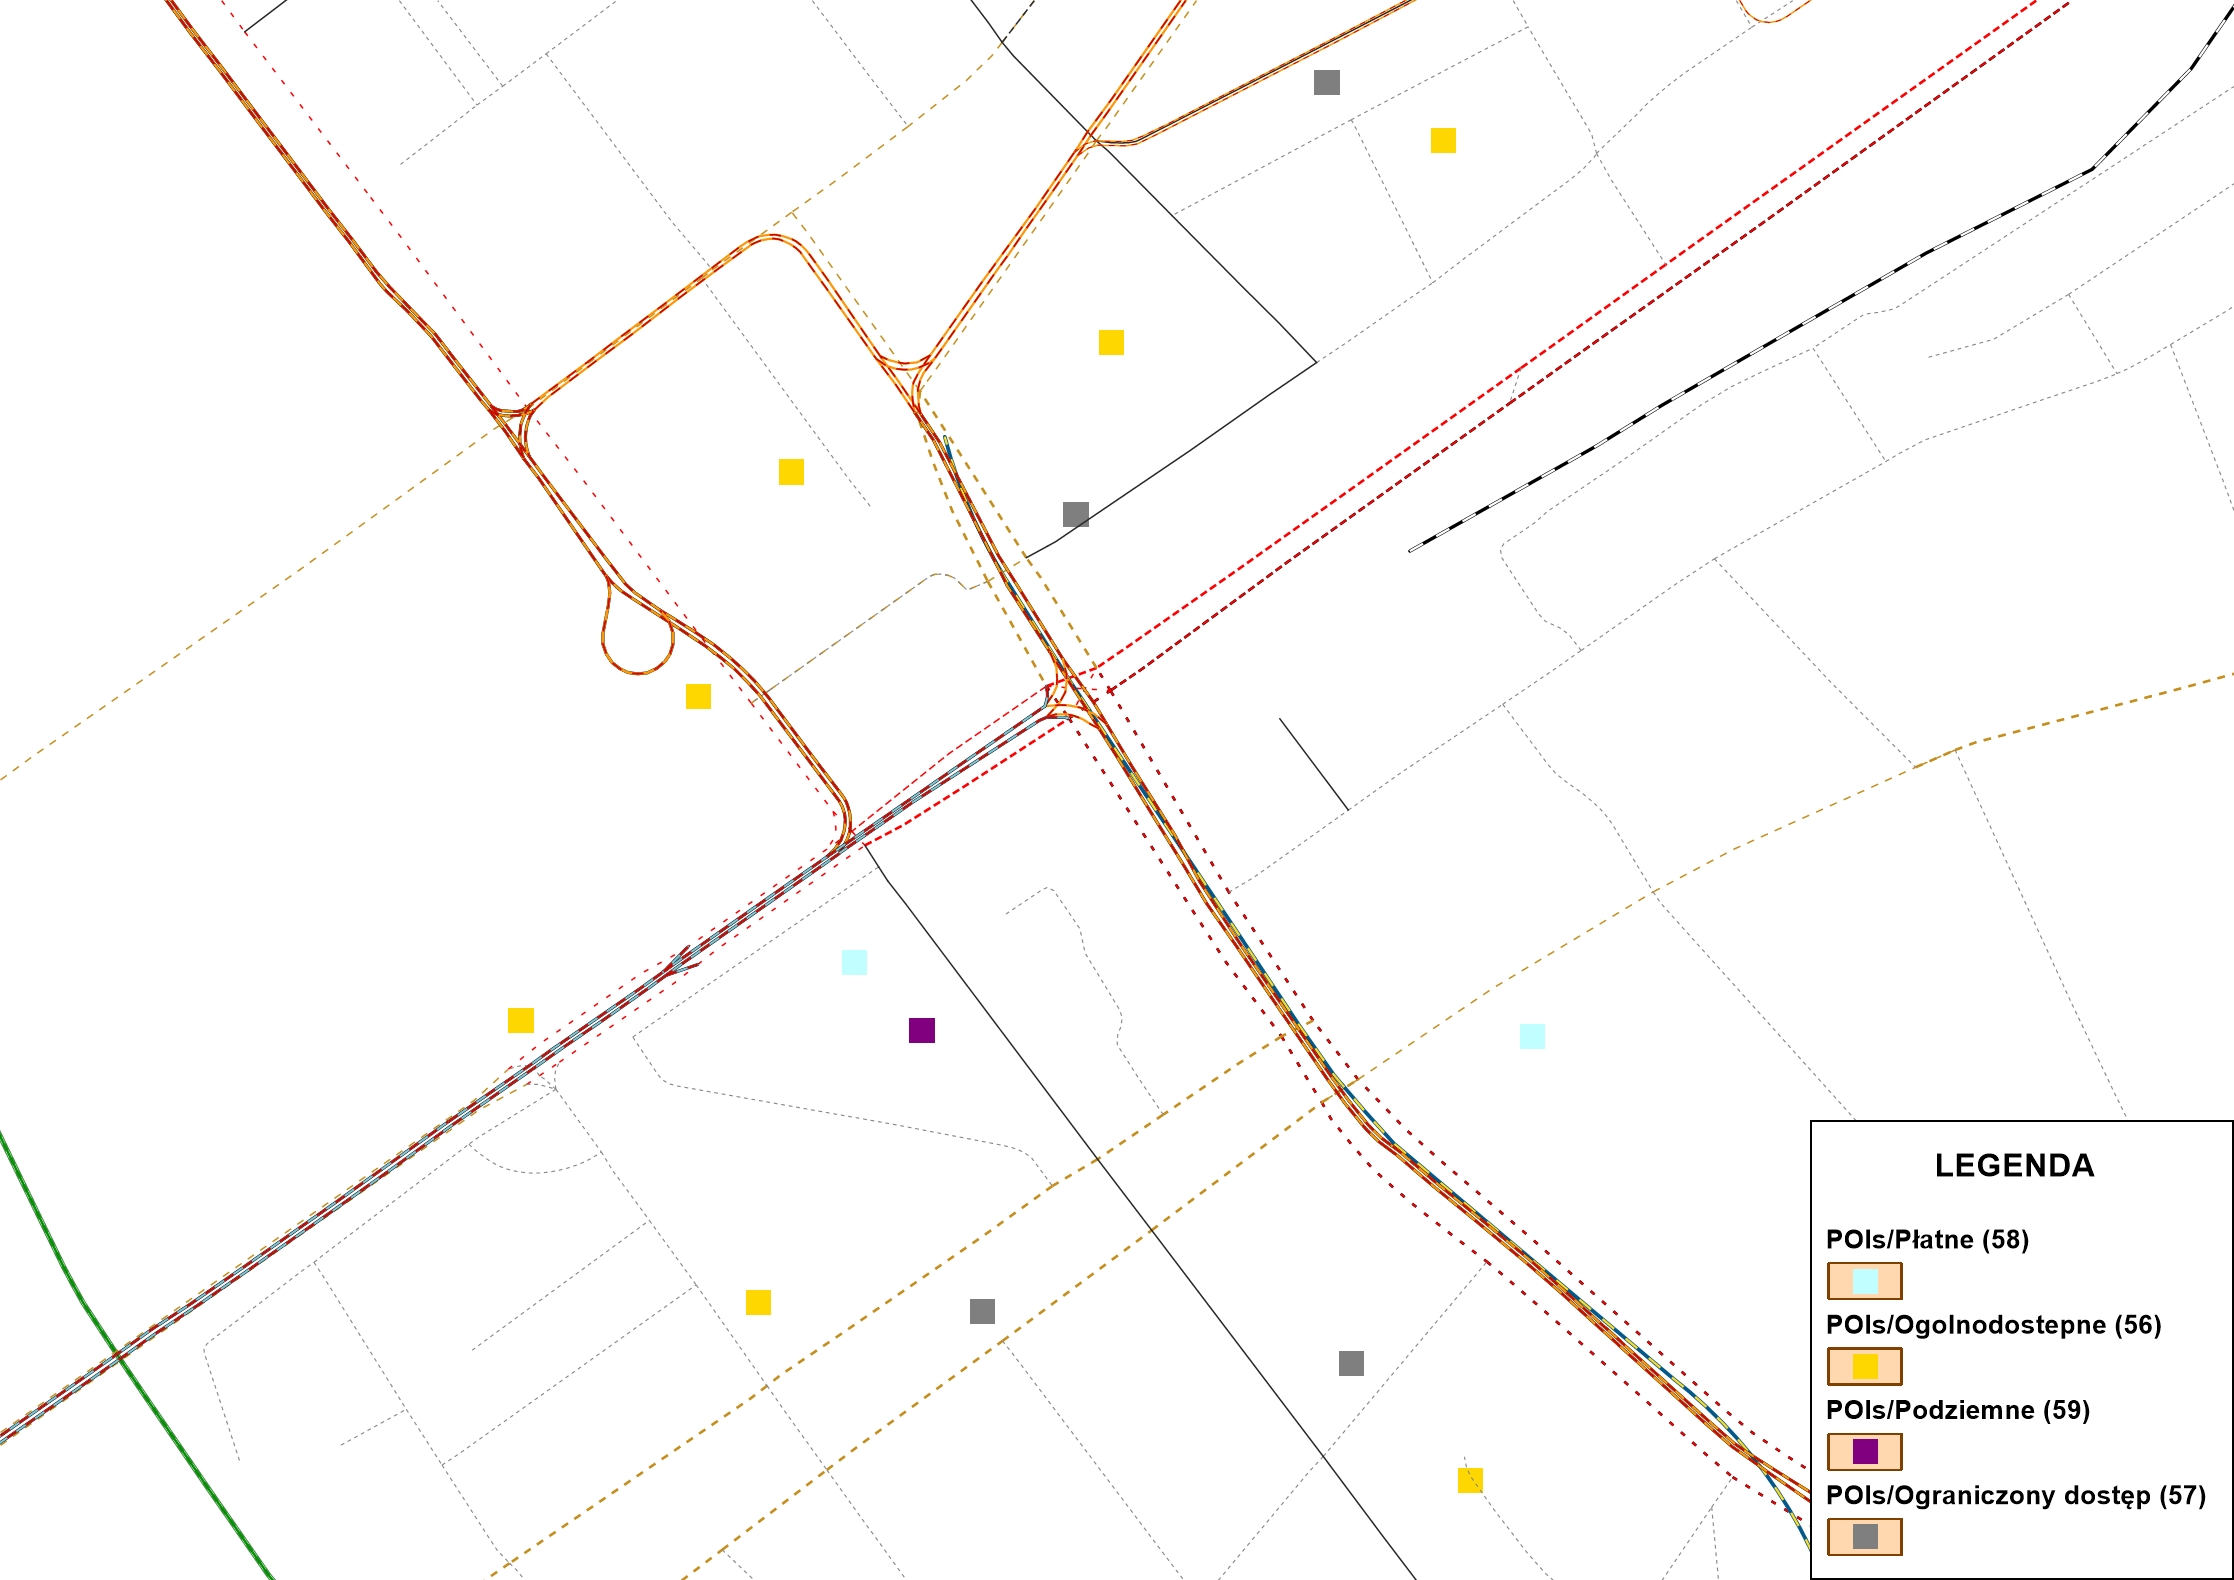 LEGENDA
POIs/Płatne (58)
POIs/Ogolnodostepne (56)
POIs/Podziemne (59)
POIs/Ograniczony dostęp (57)